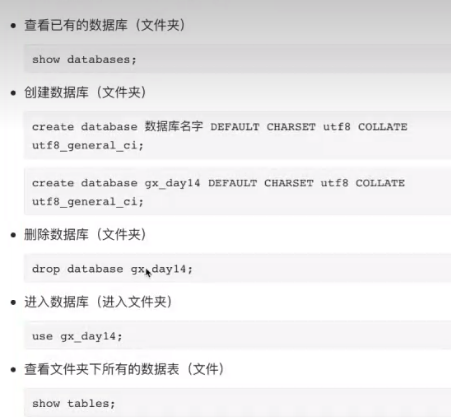 查看已有的数据库（文件夹）
show databases;
创建数据库（文件夹）
create database 数据库名字 DEFAULT CHARSET utf8 COLLATE
utf8_general_ci;
create database gx_day14 DEFAULT CHARSET utf8 COLLATE
utf8_general_ci;
删除数据库（文件夹）
drop database gx_day14;
进入数据库（进入文件夹）
use gx_day14;
查看文件夹下所有的数据表（文件）
show tables;